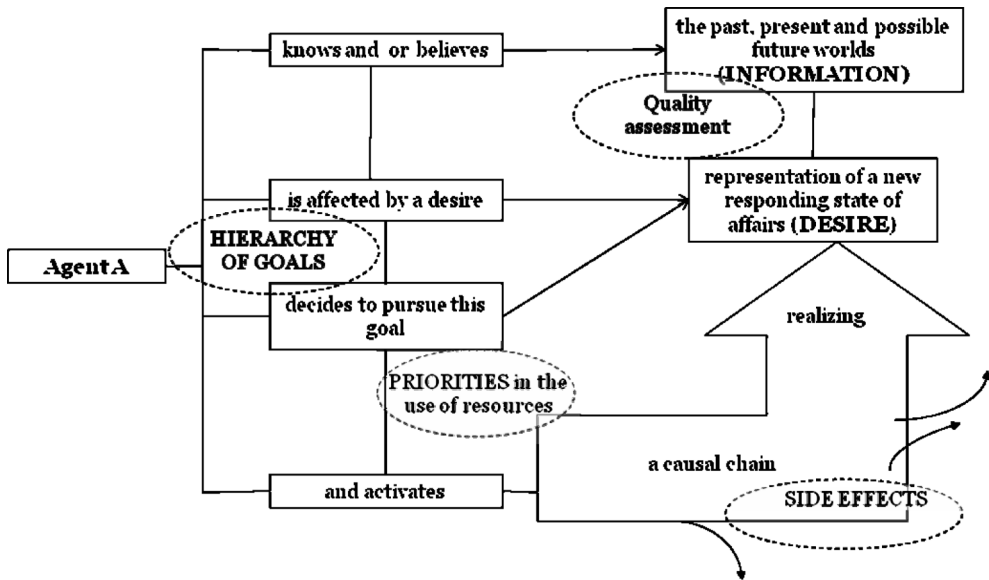 knows and or believes
the past, present and possible
future worlds
(INFORMATION)
Quality
assessment
is affected by a desire
representation of a new
responding state of
affairs (DESIRE)
HIERARCHY
OF GOALS
Agent A
decides to pursue this
goal
realizing
PRIORITIES in the
use of resources
a causal chain
and activates
SIDE EFFECTS